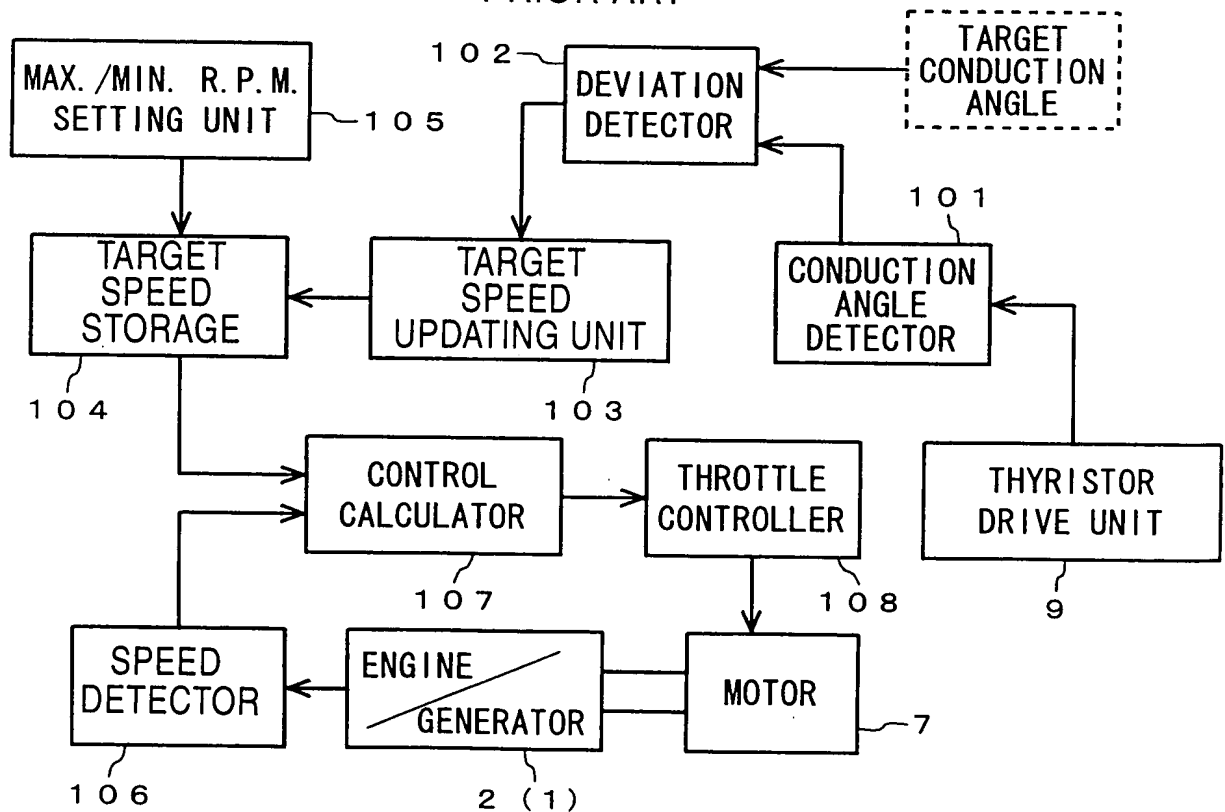 PRIOR ART
MAX./MIN. R.P.M.
SETTING UNIT
105
102
DEVIATION
DETECTOR
TARGET
CONDUCTION
ANGLE
101
TARGET
SPEED
STORAGE
104
TARGET
SPEED
UPDATING UNIT
103
CONDUCTION
ANGLE
DETECTOR
CONTROL
CALCULATOR
107
THROTTLE
CONTROLLER
108
THYRISTOR
DRIVE UNIT
9
SPEED
DETECTOR
106
ENGINE
GENERATOR
2 (1)
MOTOR
7